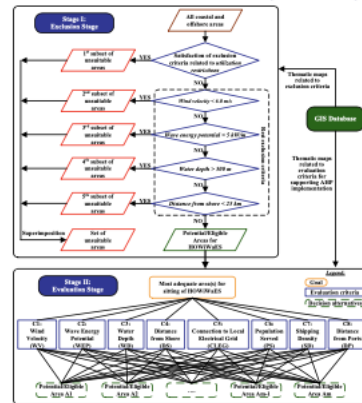 Stage I:
Exclusion Stage
All coastal and
offshore areas
1st subset of
unsuitable
areas
YES
Satisfaction of exclusion
criteria related to utilization
restrictions
NO
2nd subset of
unsuitable
areas
YES
Wind velocity <
NO
3rd subset of
unsuitable
areas
YES
Wave energy potential >
NO
4th subset of
unsuitable
areas
YES
Water depth > 500 m
NO
5th subset of
unsuitable
areas
YES
Distance from shore < 25 km
NO
exclusion criteria
Superimposition
Set of
unsuitable
areas
Potential/Eligible
Areas for
HOWiWaES
Thematic maps
related to
exclusion criteria
GIS Database
Thematic maps
related to
evaluation
criteria for
supporting AHP
implementation
Legend:
Goal
Evaluation criteria
Decision alternatives
Stage II:
Evaluation Stage
Most adequate area(s) for
siting of HOWiWaES
C1:
Wind
Velocity
(WV)
C2:
Wave Energy
Potential
(WEP)
C3:
Water
Depth
(WD)
C4:
Distance
from Shore
(DS)
C5:
Connection to Local
Electrical Grid
(CLEG)
C6:
Population
Served
(PS)
C7:
Shipping
Density
(SD)
C8:
Distance
from Ports
(DP)
Potential/Eligible
Area A1
Potential/Eligible
Area A2
......
Potential/Eligible
Area Am-1
Potential/Eligible
Area Am